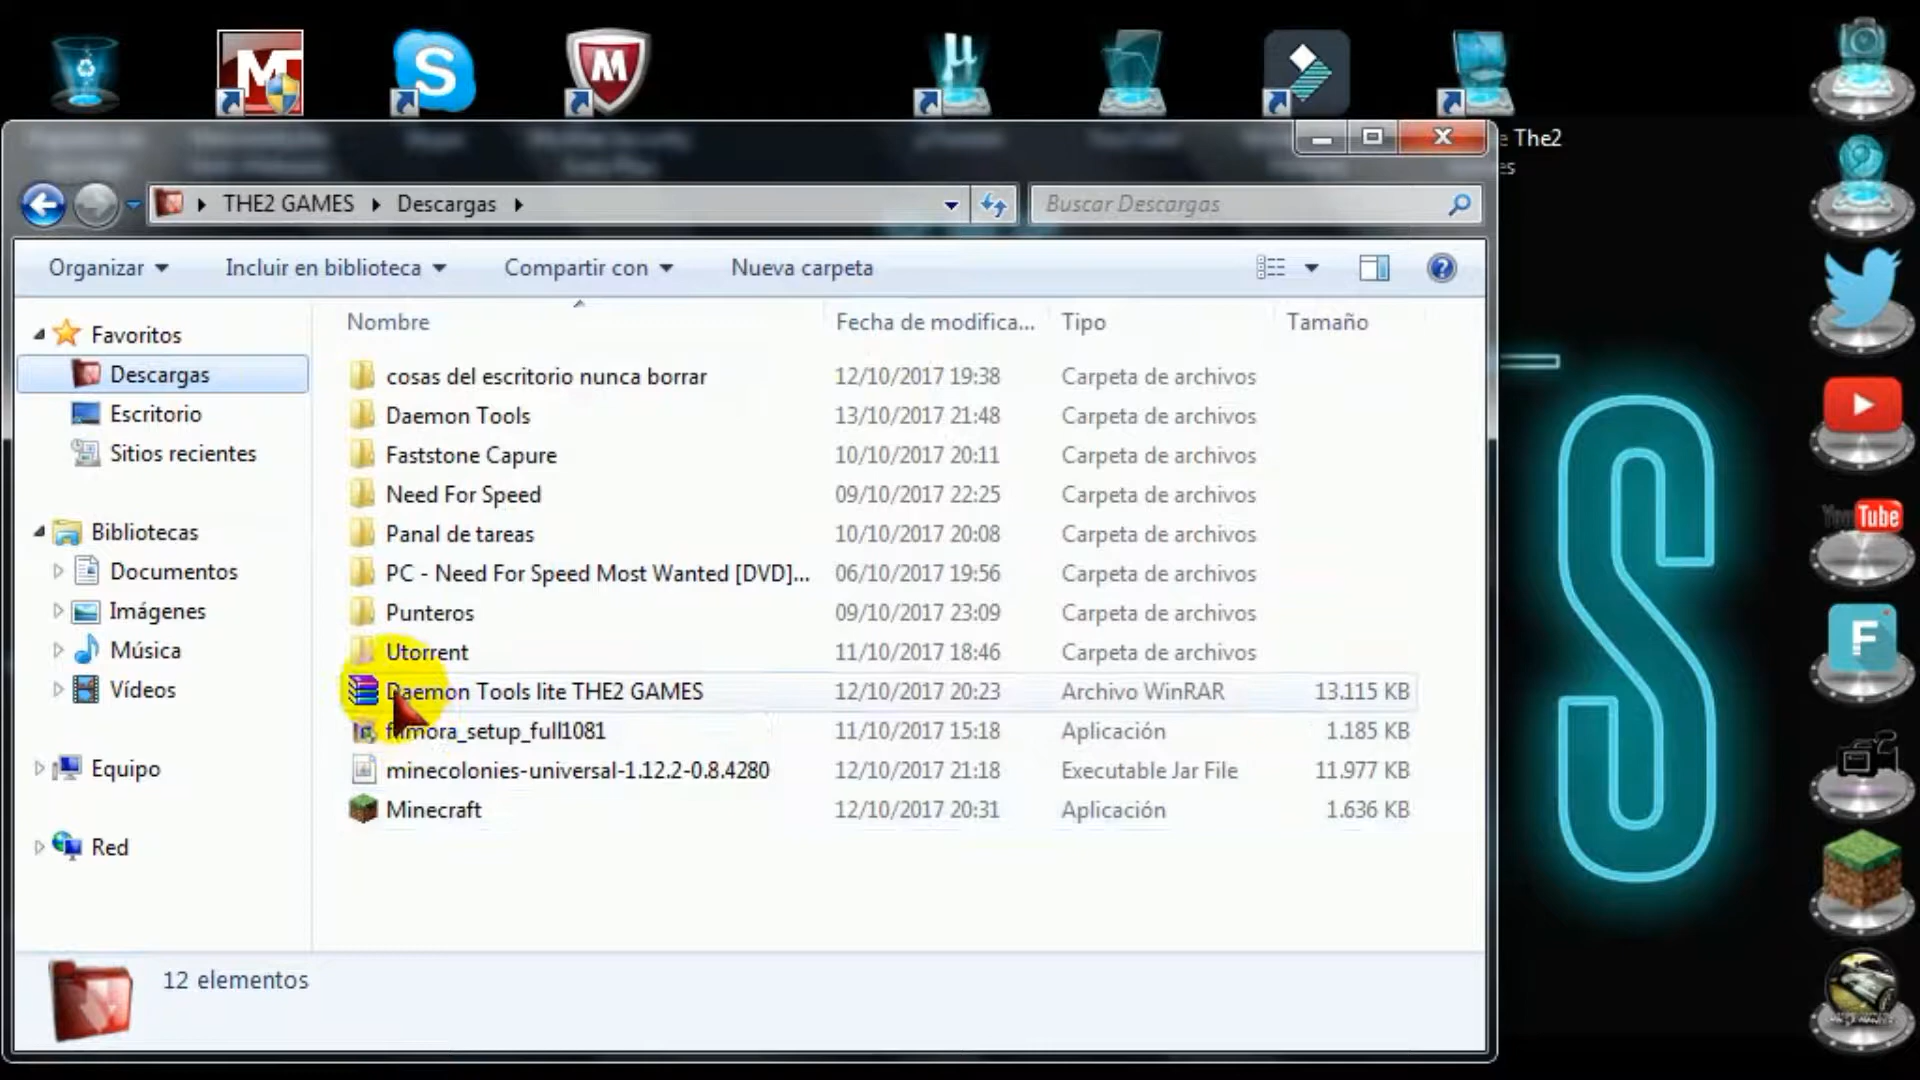 The2
THE2 GAMES
Descargas
Buscar Descargas
Organizar
Incluir en biblioteca
Compartir con
Nueva carpeta
Favoritos
Descargas
Escritorio
Sitios recientes
Bibliotecas
Documentos
Imágenes
Música
Vídeos
Equipo
Red
Nombre Fecha de modifica... Tipo Tamaño
cosas del escritorio nunca borrar 12/10/2017 19:38 Carpeta de archivos
Daemon Tools 13/10/2017 21:48 Carpeta de archivos
Faststone Capure 10/10/2017 20:11 Carpeta de archivos
Need For Speed 09/10/2017 22:25 Carpeta de archivos
Panal de tareas 10/10/2017 20:08 Carpeta de archivos
PC - Need For Speed Most Wanted [DVD]... 06/10/2017 19:56 Carpeta de archivos
Punteros 09/10/2017 23:09 Carpeta de archivos
Utorrent 11/10/2017 18:46 Carpeta de archivos
Daemon Tools lite THE2 GAMES 12/10/2017 20:23 Archivo WinRAR 13.115 KB
filmora_setup_full1081 11/10/2017 15:18 Aplicación 1.185 KB
minecolonies-universal-1.12.2-0.8.4280 12/10/2017 21:18 Executable Jar File 11.977 KB
Minecraft 12/10/2017 20:31 Aplicación 1.636 KB
12 elementos
S
YouTube
F